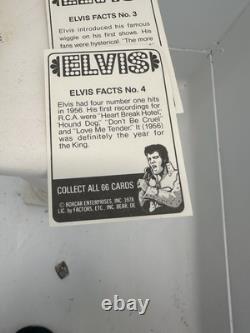 ELVIS FACTS No. 3
Elvis introduced his famous
wiggle on his first shows. His
fans were hysterical. "The more
ELVIS
ELVIS FACTS No. 4
Elvis had four number one hits
in 1956. His first recordings for
R.C.A. were "Heart Break Hotel,"
"Hound Dog," "Don't Be Cruel"
and "Love Me Tender." It (1956)
was definitely the year for
the King.
COLLECT ALL 66 CARDS
© BOXCAR ENTERPRISES, INC. 1978
LIC. by FACTORS, ETC., INC. BEAR, DE